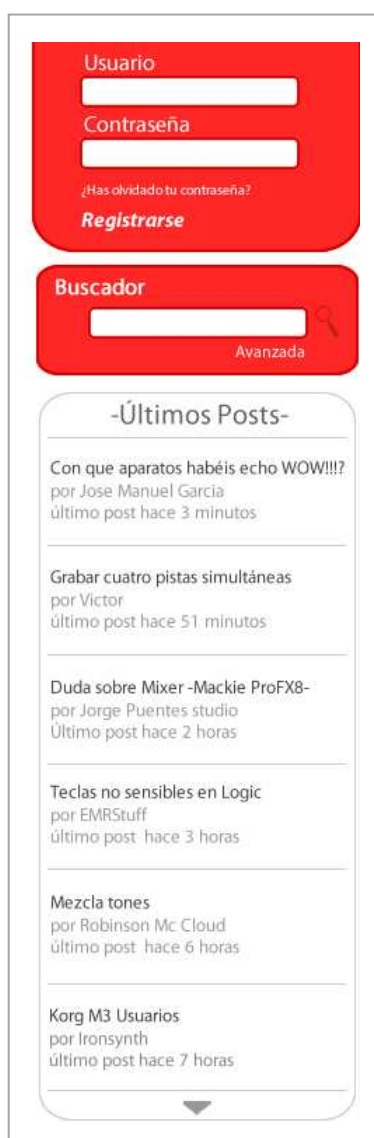 Usuario
Contraseña
¿Has olvidado tu contraseña?
Registrarse
Buscador
Avanzada
-Últimos Posts-
Con que aparatos habéis echo WOW!!!?
por Jose Manuel Garcia
último post hace 3 minutos
Grabar cuatro pistas simultáneas
por Victor
último post hace 51 minutos
Duda sobre Mixer -Mackie ProFX8-
por Jorge Puentes studio
Último post hace 2 horas
Teclas no sensibles en Logic
por EMRStuff
último post hace 3 horas
Mezcla tones
por Robinson Mc Cloud
último post hace 6 horas
Korg M3 Usuarios
por Ironsynth
último post hace 7 horas